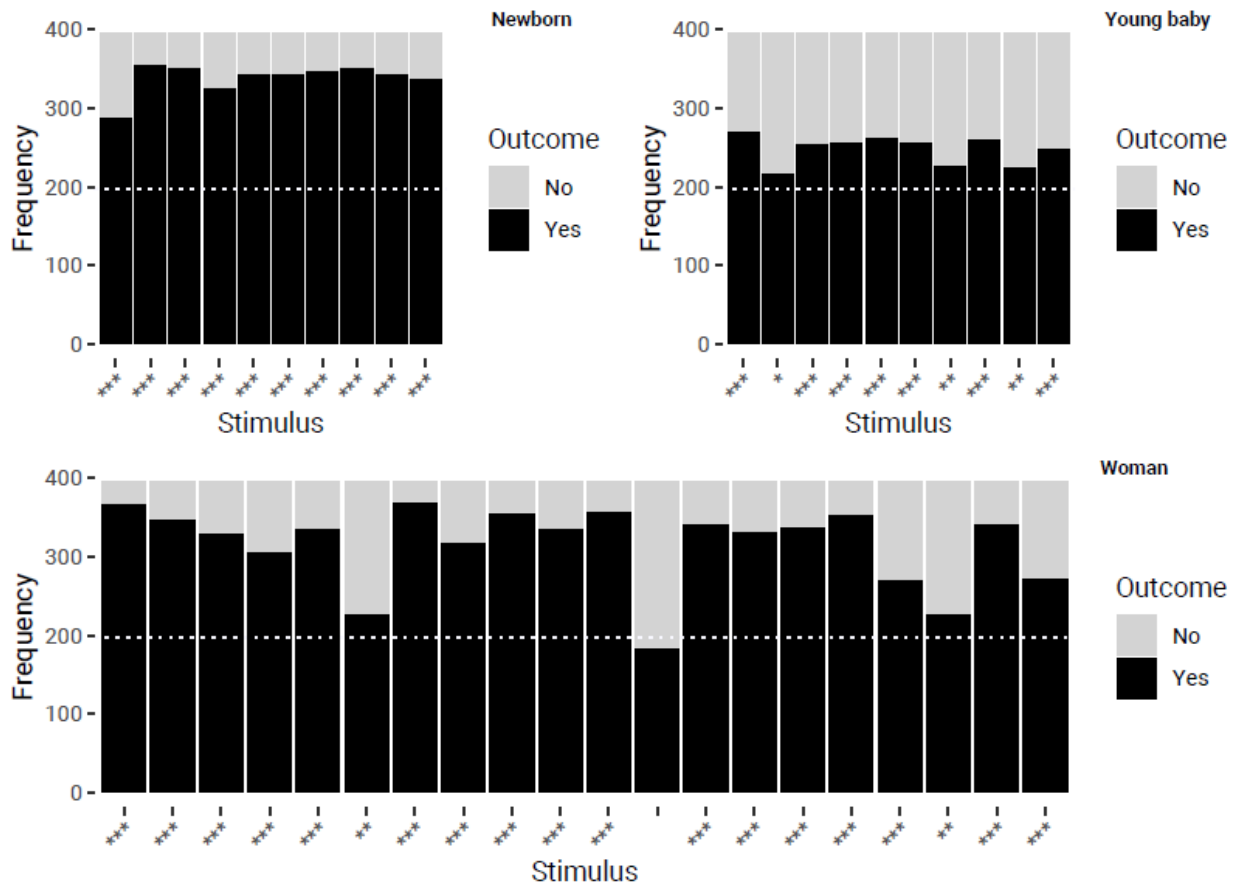 Newborn
400
300
200
100
0
Frequency
Outcome
No
Yes
*** *** *** *** *** *** *** *** *** ***
Stimulus
Young baby
400
300
200
100
0
Frequency
Outcome
No
Yes
*** * *** *** *** *** ** *** ** ***
Stimulus
Woman
400
300
200
100
0
Frequency
Outcome
No
Yes
*** *** *** *** *** ** *** *** *** *** *** *** *** *** *** *** ** *** ***
Stimulus